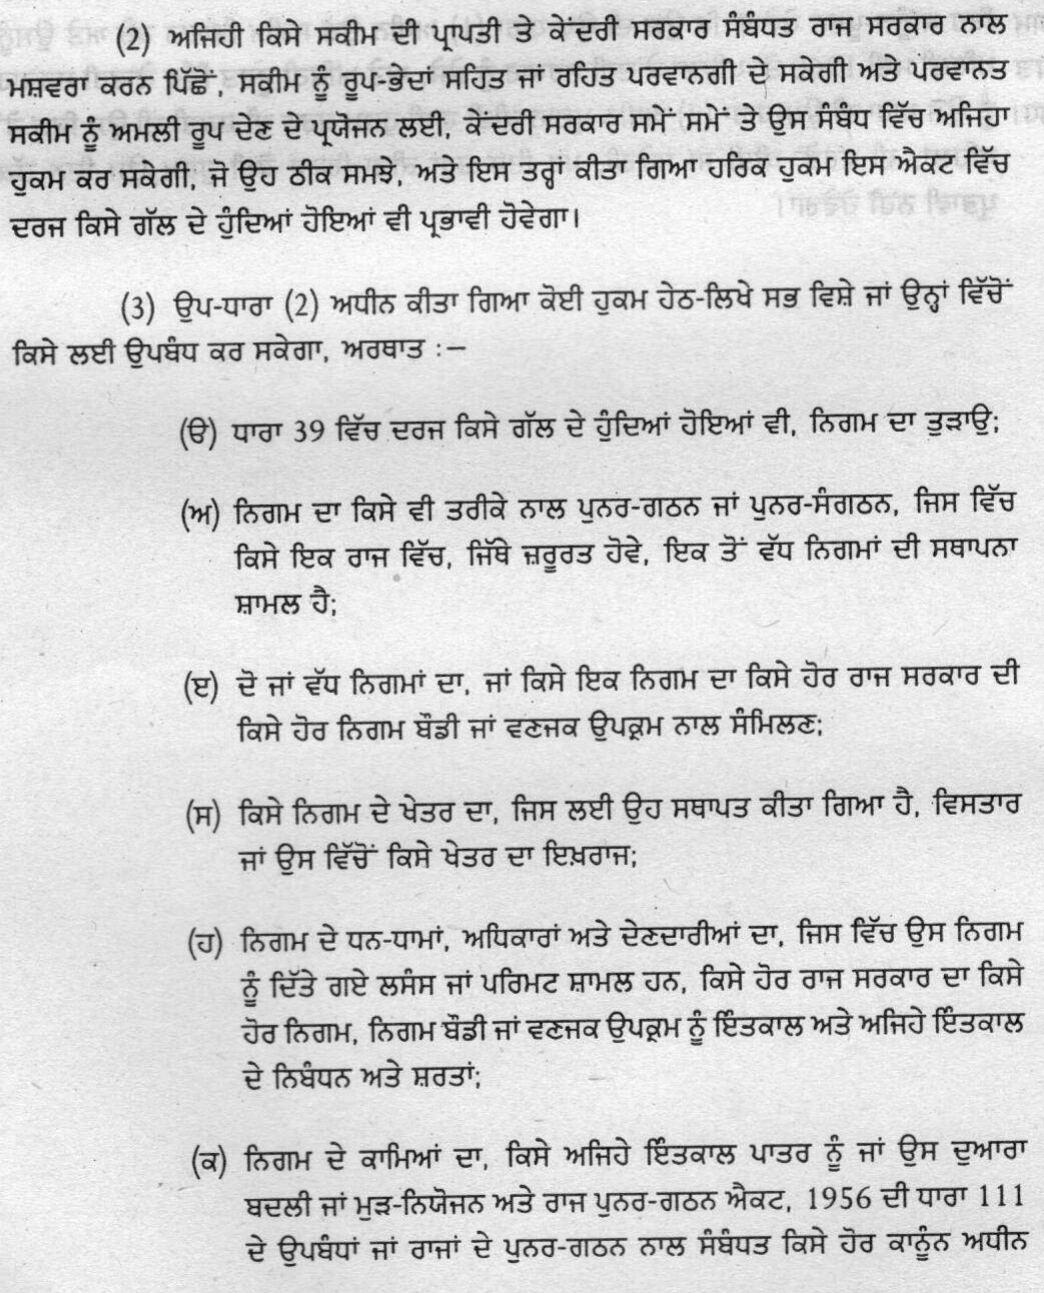 (2) ਅਜਿਹੀ ਕਿਸੇ ਸਕੀਮ ਦੀ ਪ੍ਰਾਪਤੀ ਤੇ ਕੇਂਦਰੀ ਸਰਕਾਰ ਸੰਬੰਧਤ ਰਾਜ ਸਰਕਾਰ ਨਾਲ
ਮਸ਼ਵਰਾ ਕਰਨ ਪਿੱਛੋਂ, ਸਕੀਮ ਨੂੰ ਰੂਪ-ਭੇਦਾਂ ਸਹਿਤ ਜਾਂ ਰਹਿਤ ਪਰਵਾਨਗੀ ਦੇ ਸਕੇਗੀ ਅਤੇ ਪਰਵਾਨਤ
ਸਕੀਮ ਨੂੰ ਅਮਲੀ ਰੂਪ ਦੇਣ ਦੇ ਪ੍ਰਯੋਜਨ ਲਈ, ਕੇਂਦਰੀ ਸਰਕਾਰ ਸਮੇਂ ਸਮੇਂ ਤੇ ਉਸ ਸੰਬੰਧ ਵਿੱਚ ਅਜਿਹਾ
ਹੁਕਮ ਕਰ ਸਕੇਗੀ, ਜੋ ਉਹ ਠੀਕ ਸਮਝੇ, ਅਤੇ ਇਸ ਤਰ੍ਹਾਂ ਕੀਤਾ ਗਿਆ ਹਰਿਕ ਹੁਕਮ ਇਸ ਐਕਟ ਵਿੱਚ
ਦਰਜ ਕਿਸੇ ਗੱਲ ਦੇ ਹੁੰਦਿਆਂ ਹੋਇਆਂ ਵੀ ਪ੍ਰਭਾਵੀ ਹੋਵੇਗਾ।
(3) ਉਪ-ਧਾਰਾ (2) ਅਧੀਨ ਕੀਤਾ ਗਿਆ ਕੋਈ ਹੁਕਮ ਹੇਠ-ਲਿਖੇ ਸਭ ਵਿਸ਼ੇ ਜਾਂ ਉਨ੍ਹਾਂ ਵਿੱਚੋਂ
ਕਿਸੇ ਲਈ ਉਪਬੰਧ ਕਰ ਸਕੇਗਾ, ਅਰਥਾਤ :—
(ੳ) ਧਾਰਾ 39 ਵਿੱਚ ਦਰਜ ਕਿਸੇ ਗੱਲ ਦੇ ਹੁੰਦਿਆਂ ਹੋਇਆਂ ਵੀ, ਨਿਗਮ ਦਾ ਤੁੜਾਉ;
(ਅ) ਨਿਗਮ ਦਾ ਕਿਸੇ ਵੀ ਤਰੀਕੇ ਨਾਲ ਪੁਨਰ-ਗਠਨ ਜਾਂ ਪੁਨਰ-ਸੰਗਠਨ, ਜਿਸ ਵਿੱਚ
ਕਿਸੇ ਇਕ ਰਾਜ ਵਿੱਚ, ਜਿੱਥੇ ਜ਼ਰੂਰਤ ਹੋਵੇ, ਇਕ ਤੋਂ ਵੱਧ ਨਿਗਮਾਂ ਦੀ ਸਥਾਪਨਾ
ਸ਼ਾਮਲ ਹੈ;
(ੲ) ਦੋ ਜਾਂ ਵੱਧ ਨਿਗਮਾਂ ਦਾ, ਜਾਂ ਕਿਸੇ ਇਕ ਨਿਗਮ ਦਾ ਕਿਸੇ ਹੋਰ ਰਾਜ ਸਰਕਾਰ ਦੀ
ਕਿਸੇ ਹੋਰ ਨਿਗਮ ਬੌਡੀ ਜਾਂ ਵਣਜਕ ਉਪਕ੍ਰਮ ਨਾਲ ਸੰਮਿਲਣ;
(ਸ) ਕਿਸੇ ਨਿਗਮ ਦੇ ਖੇਤਰ ਦਾ, ਜਿਸ ਲਈ ਉਹ ਸਥਾਪਤ ਕੀਤਾ ਗਿਆ ਹੈ, ਵਿਸਤਾਰ
ਜਾਂ ਉਸ ਵਿੱਚੋਂ ਕਿਸੇ ਖੇਤਰ ਦਾ ਇਖ਼ਰਾਜ;
(ਹ) ਨਿਗਮ ਦੇ ਧਨ-ਧਾਮਾਂ, ਅਧਿਕਾਰਾਂ ਅਤੇ ਦੇਣਦਾਰੀਆਂ ਦਾ, ਜਿਸ ਵਿੱਚ ਉਸ ਨਿਗਮ
ਨੂੰ ਦਿੱਤੇ ਗਏ ਲਸੰਸ ਜਾਂ ਪਰਿਮਟ ਸ਼ਾਮਲ ਹਨ, ਕਿਸੇ ਹੋਰ ਰਾਜ ਸਰਕਾਰ ਦਾ ਕਿਸੇ
ਹੋਰ ਨਿਗਮ, ਨਿਗਮ ਬੌਡੀ ਜਾਂ ਵਣਜਕ ਉਪਕ੍ਰਮ ਨੂੰ ਇੰਤਕਾਲ ਅਤੇ ਅਜਿਹੇ ਇੰਤਕਾਲ
ਦੇ ਨਿਬੰਧਨ ਅਤੇ ਸ਼ਰਤਾਂ;
(ਕ) ਨਿਗਮ ਦੇ ਕਾਮਿਆਂ ਦਾ, ਕਿਸੇ ਅਜਿਹੇ ਇੰਤਕਾਲ ਪਾਤਰ ਨੂੰ ਜਾਂ ਉਸ ਦੁਆਰਾ
ਬਦਲੀ ਜਾਂ ਮੁੜ-ਨਿਯੋਜਨ ਅਤੇ ਰਾਜ ਪੁਨਰ-ਗਠਨ ਐਕਟ, 1956 ਦੀ ਧਾਰਾ 111
ਦੇ ਉਪਬੰਧਾਂ ਜਾਂ ਰਾਜਾਂ ਦੇ ਪੁਨਰ-ਗਠਨ ਨਾਲ ਸੰਬੰਧਤ ਕਿਸੇ ਹੋਰ ਕਾਨੂੰਨ ਅਧੀਨ